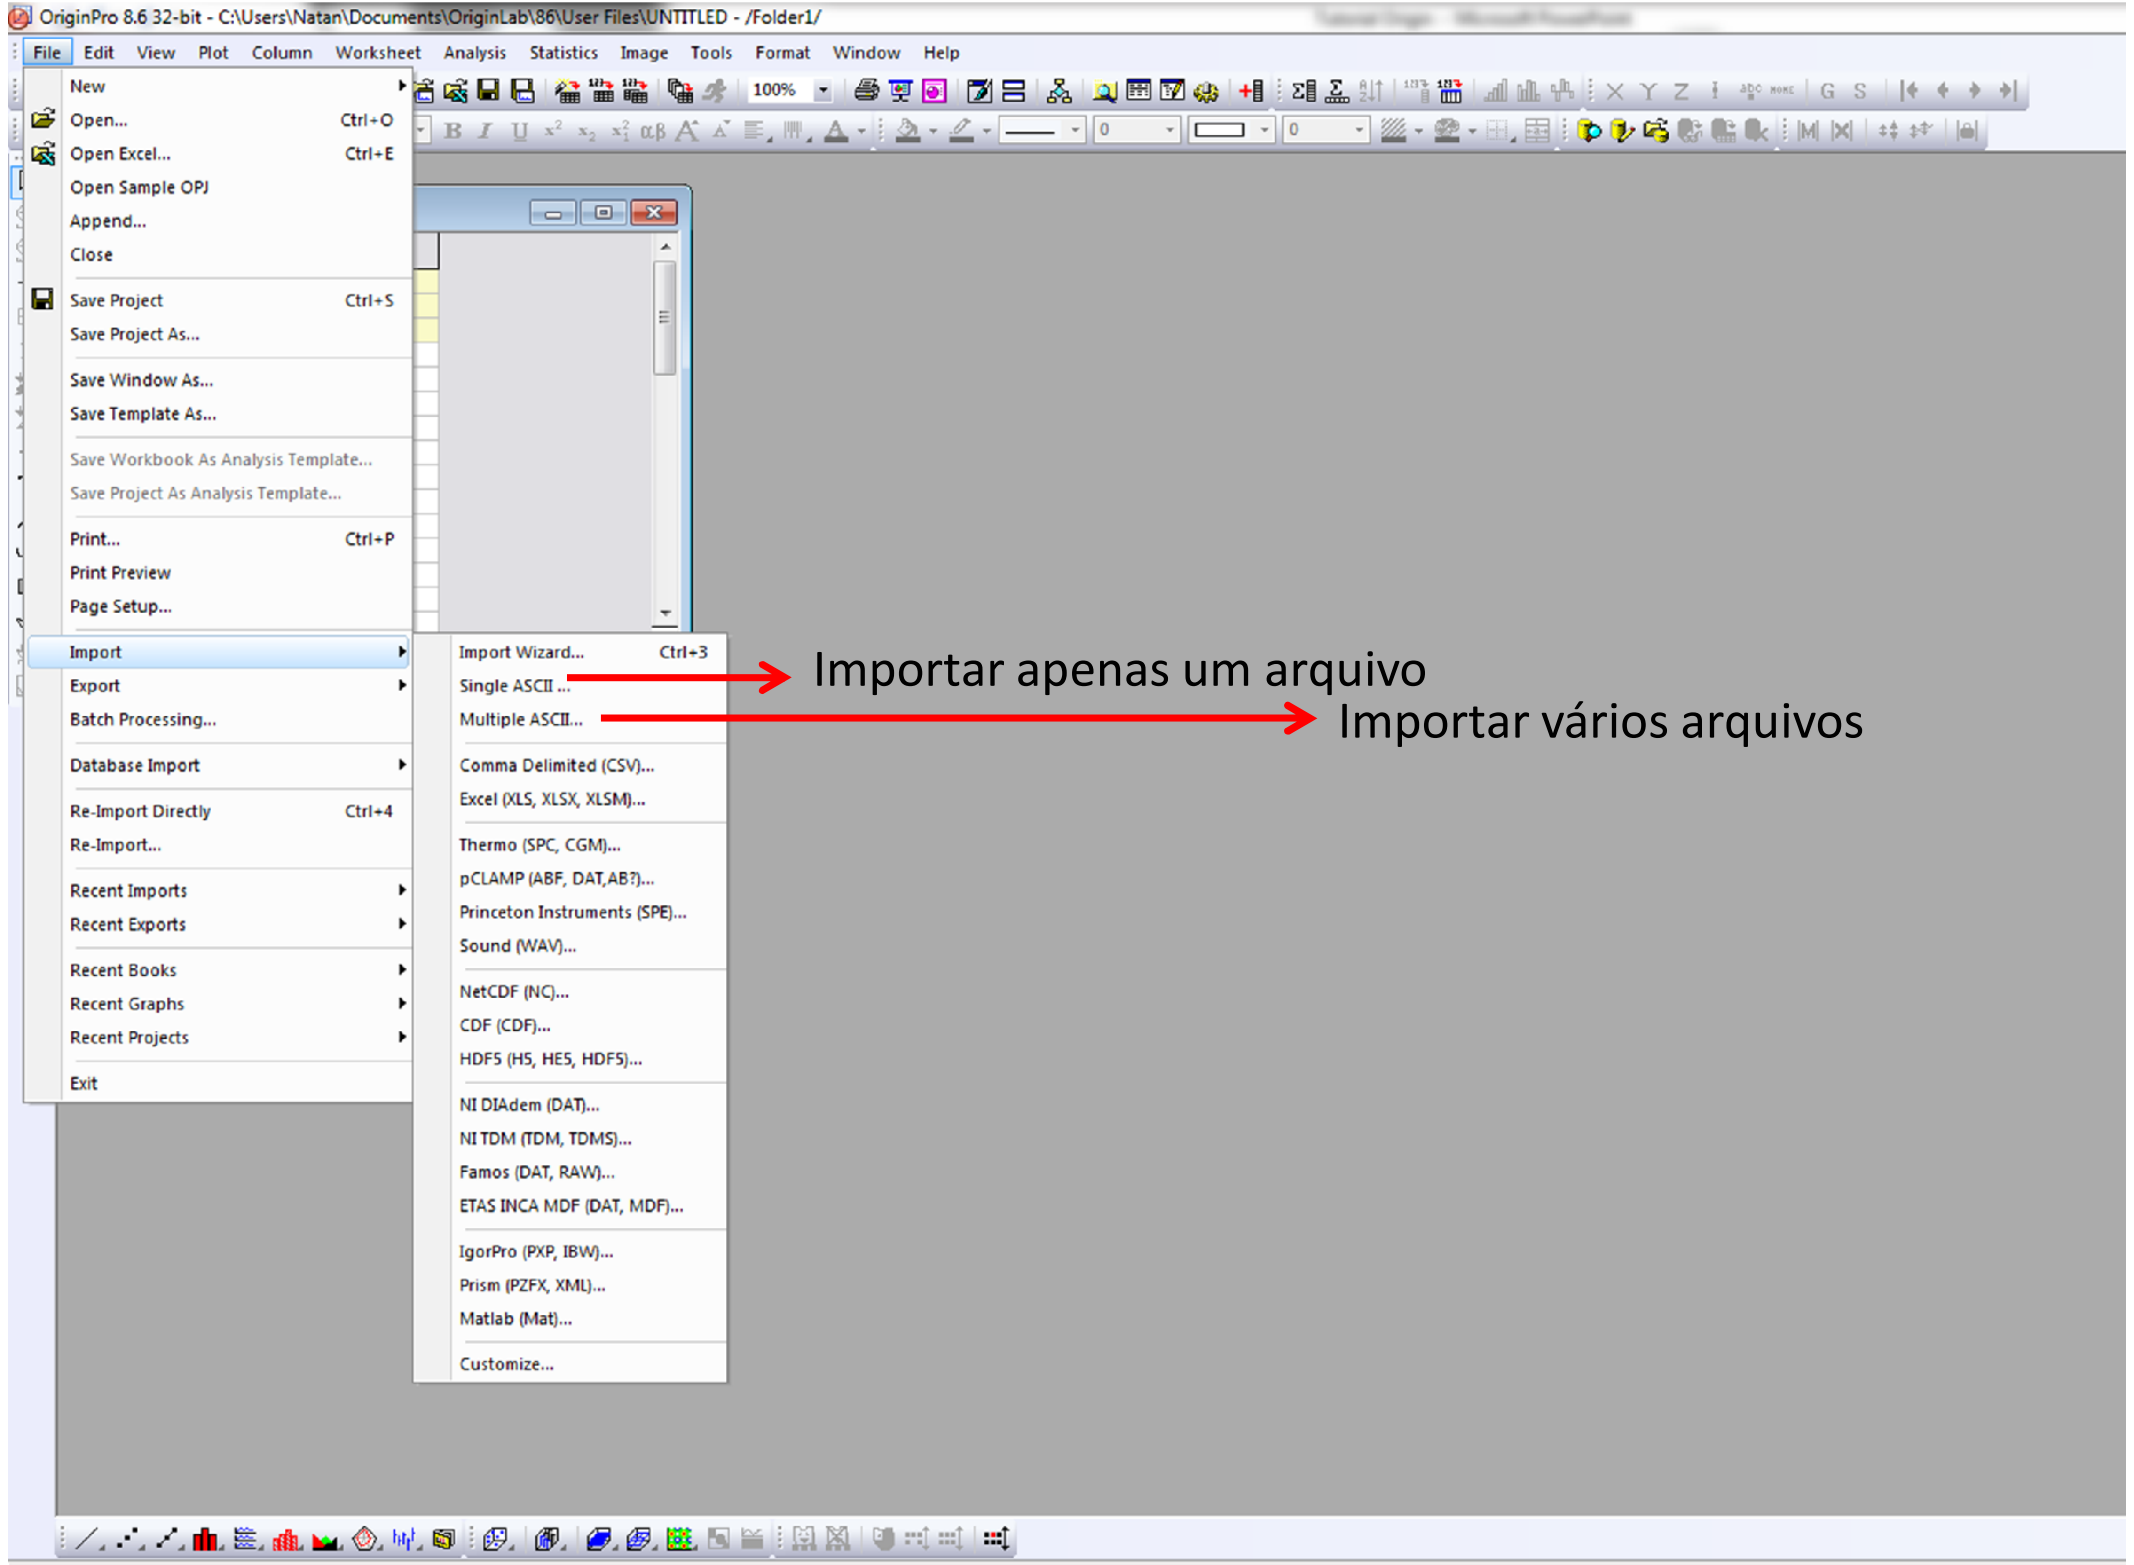 OriginPro 8.6 32-bit - C:\Users\Natan\Documents\OriginLab\86\User Files\UNTITLED - /Folder1/
File Edit View Plot Column Worksheet Analysis Statistics Image Tools Format Window Help
100%
X Y Z
G S
B I U
0
0
New
Open... Ctrl+O
Open Excel... Ctrl+E
Open Sample OPJ
Append...
Close
Save Project Ctrl+S
Save Project As...
Save Window As...
Save Template As...
Save Workbook As Analysis Template...
Save Project As Analysis Template...
Print... Ctrl+P
Print Preview
Page Setup...
Import
Export
Batch Processing...
Database Import
Re-Import Directly Ctrl+4
Re-Import...
Recent Imports
Recent Exports
Recent Books
Recent Graphs
Recent Projects
Exit
Import Wizard... Ctrl+3
Single ASCII ...
Multiple ASCII...
Comma Delimited (CSV)...
Excel (XLS, XLSX, XLSM)...
Thermo (SPC, CGM)...
pCLAMP (ABF, DAT,AB?)...
Princeton Instruments (SPE)...
Sound (WAV)...
NetCDF (NC)...
CDF (CDF)...
HDF5 (H5, HE5, HDF5)...
NI DIAdem (DAT)...
NI TDM (TDM, TDMS)...
Famos (DAT, RAW)...
ETAS INCA MDF (DAT, MDF)...
IgorPro (PXP, IBW)...
Prism (PZFX, XML)...
Matlab (Mat)...
Customize...
Importar apenas um arquivo
Importar vários arquivos